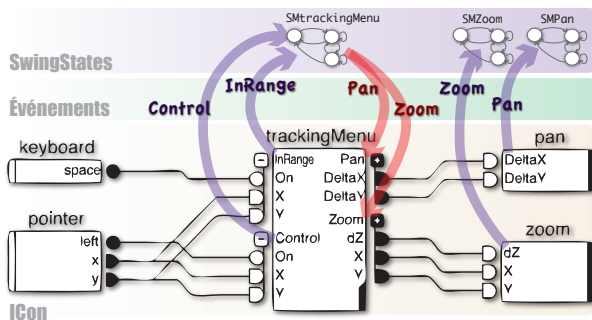 SMtrackingMenu
SMZoom
SMPan
SwingStates
InRange
Pan
Zoom
Événements
Control
Zoom
Pan
trackingMenu
keyboard
space
InRange
On
X
Y
Control
On
X
Y
Pan
DeltaX
DeltaY
Zoom
dZ
X
Y
pan
DeltaX
DeltaY
pointer
left
x
y
zoom
dZ
X
Y
ICon